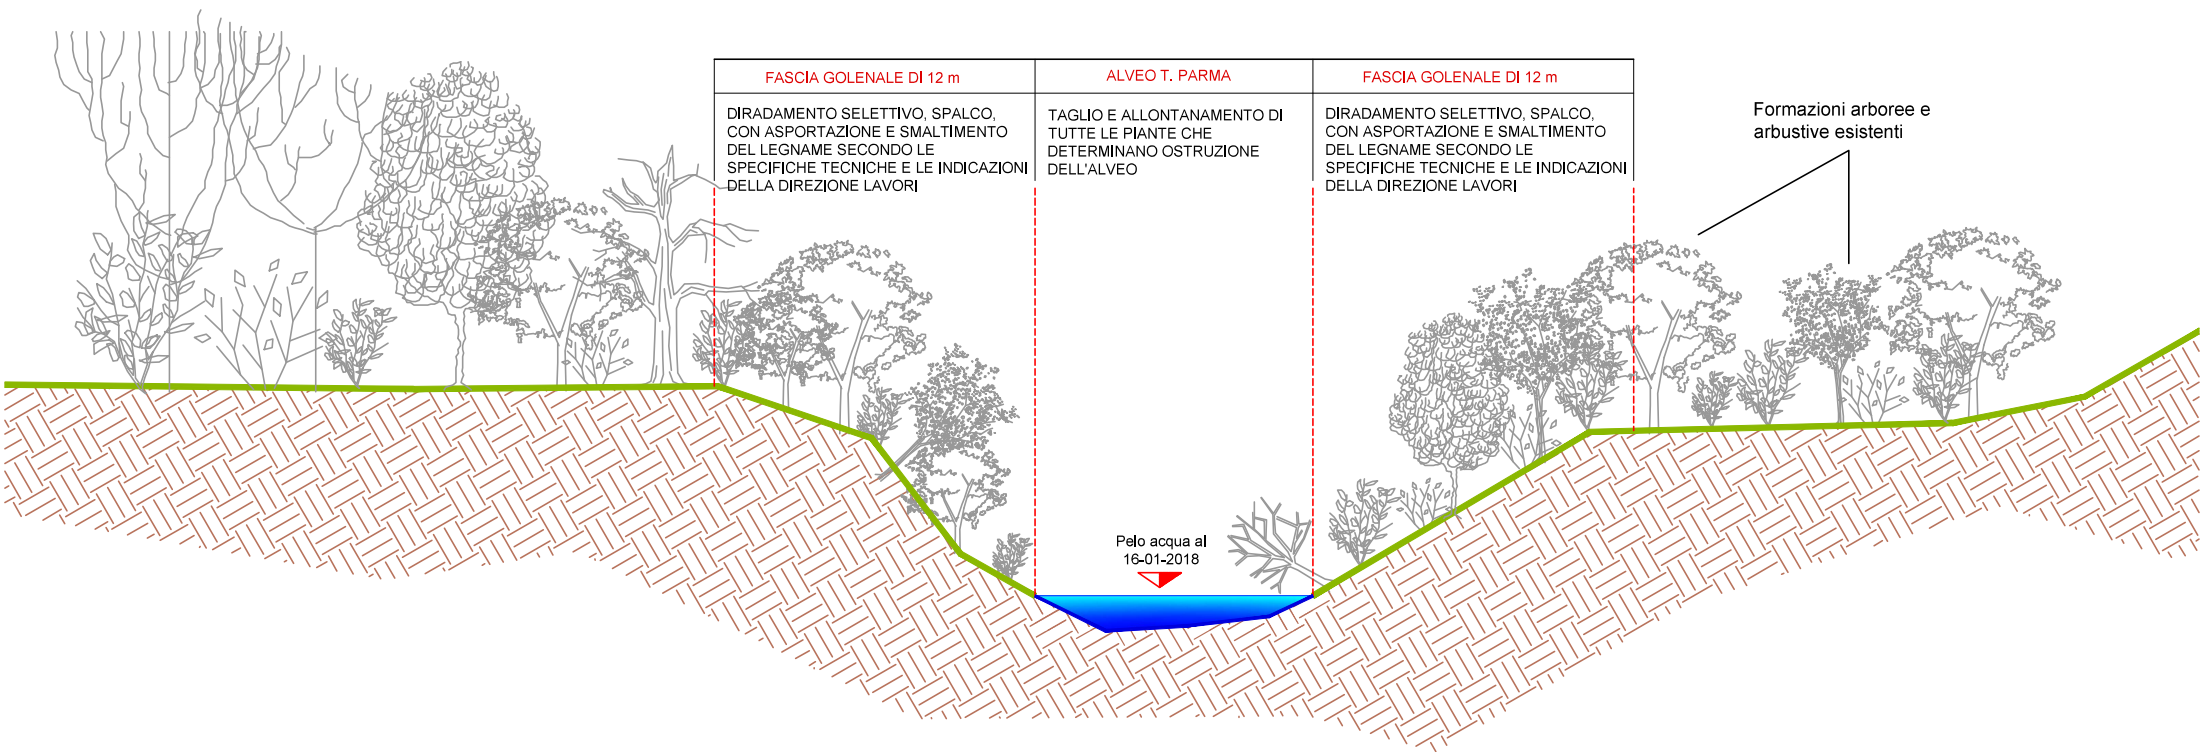 FASCIA GOLENALE DI 12 m
DIRADAMENTO SELETTIVO, SPALCO,
CON ASPORTAZIONE E SMALTIMENTO
DEL LEGNAME SECONDO LE
SPECIFICHE TECNICHE E LE INDICAZIONI
DELLA DIREZIONE LAVORI
ALVEO T. PARMA
TAGLIO E ALLONTANAMENTO DI
TUTTE LE PIANTE CHE
DETERMINANO OSTRUZIONE
DELL'ALVEO
FASCIA GOLENALE DI 12 m
DIRADAMENTO SELETTIVO, SPALCO,
CON ASPORTAZIONE E SMALTIMENTO
DEL LEGNAME SECONDO LE
SPECIFICHE TECNICHE E LE INDICAZIONI
DELLA DIREZIONE LAVORI
Formazioni arboree e
arbustive esistenti
Pelo acqua al
16-01-2018